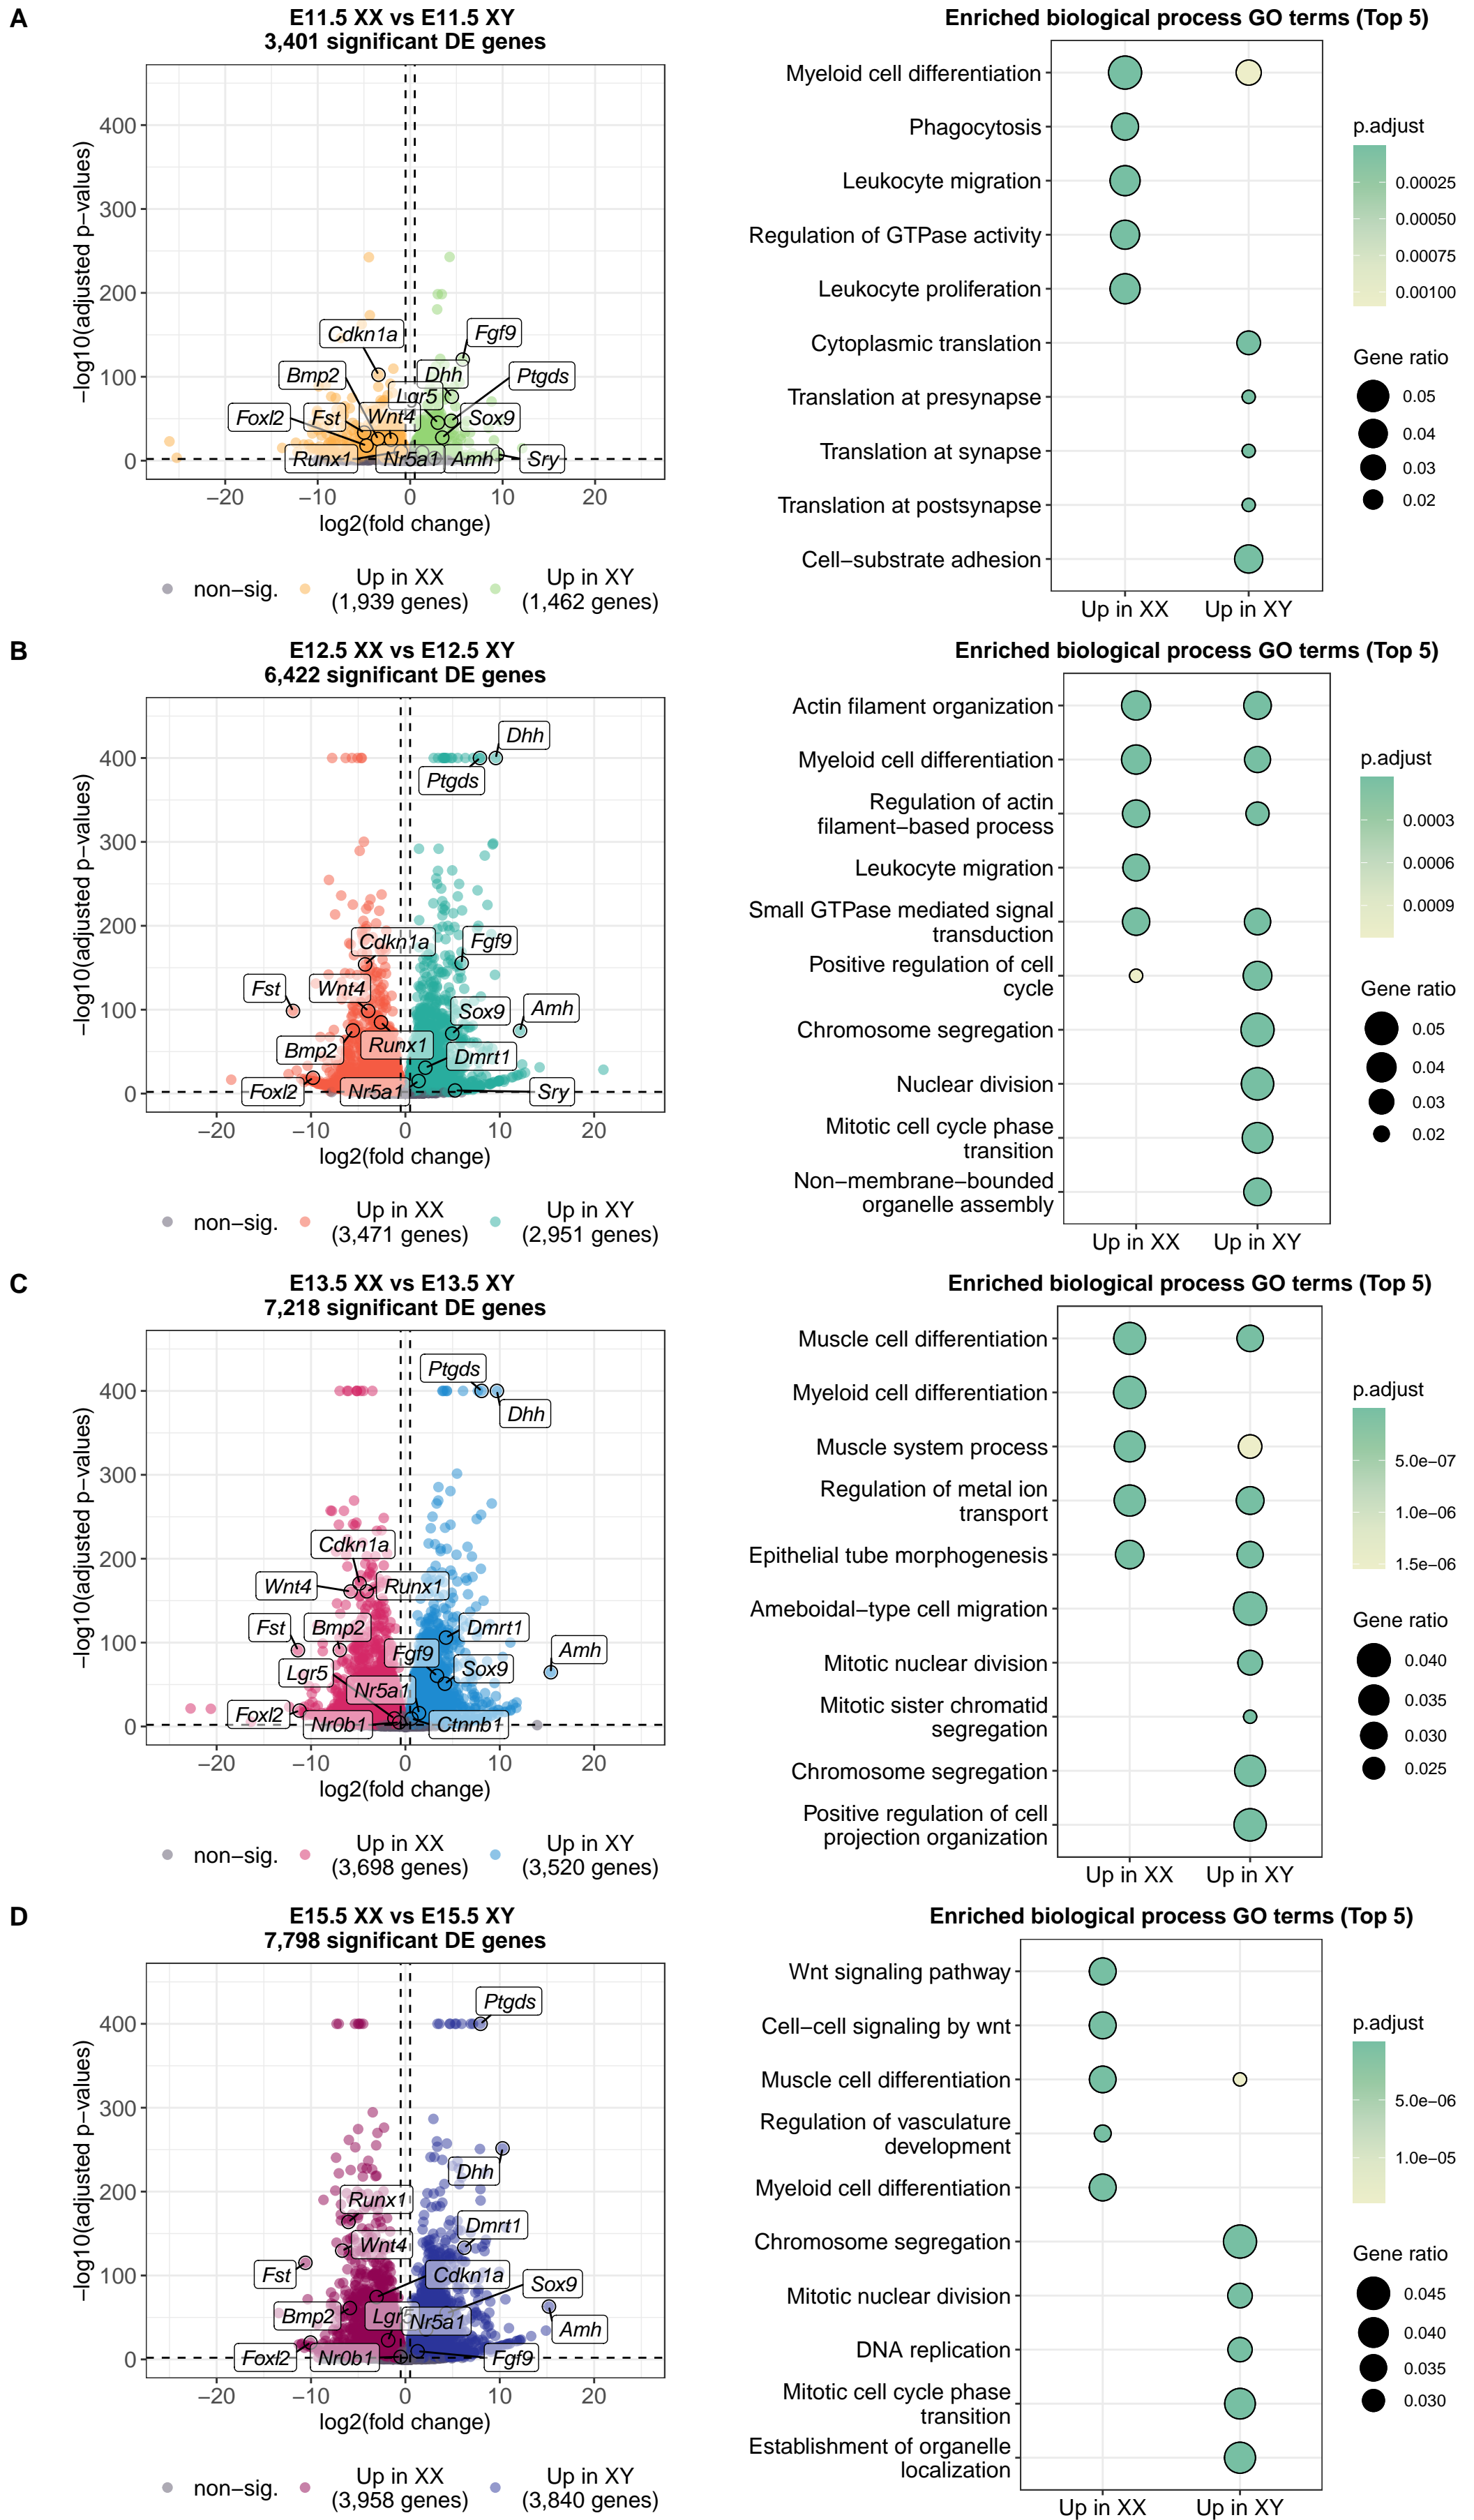 A
E11.5 XX vs E11.5 XY
3,401 significant DE genes
−log10(adjusted p−values)
400
300
200
100
0
Cdkn1a
Fgf9
Bmp2
Dhh
Ptgds
Lgr5
Foxl2
Fst
Wnt4
Sox9
Runx1
Nr5a1
Amh
Sry
−20
−10
0
10
20
log2(fold change)
non−sig.
Up in XX
(1,939 genes)
Up in XY
(1,462 genes)
Enriched biological process GO terms (Top 5)
Myeloid cell differentiation
Phagocytosis
Leukocyte migration
Regulation of GTPase activity
Leukocyte proliferation
Cytoplasmic translation
Translation at presynapse
Translation at synapse
Translation at postsynapse
Cell−substrate adhesion
Up in XX
Up in XY
p.adjust
0.00025
0.00050
0.00075
0.00100
Gene ratio
0.05
0.04
0.03
0.02
B
E12.5 XX vs E12.5 XY
6,422 significant DE genes
−log10(adjusted p−values)
400
300
200
100
0
Dhh
Ptgds
Cdkn1a
Fgf9
Fst
Wnt4
Sox9
Amh
Bmp2
Runx1
Dmrt1
Foxl2
Nr5a1
Sry
−20
−10
0
10
20
log2(fold change)
non−sig.
Up in XX
(3,471 genes)
Up in XY
(2,951 genes)
Enriched biological process GO terms (Top 5)
Actin filament organization
Myeloid cell differentiation
Regulation of actin
filament−based process
Leukocyte migration
Small GTPase mediated signal
transduction
Positive regulation of cell
cycle
Chromosome segregation
Nuclear division
Mitotic cell cycle phase
transition
Non−membrane−bounded
organelle assembly
Up in XX
Up in XY
p.adjust
0.0003
0.0006
0.0009
Gene ratio
0.05
0.04
0.03
0.02
C
E13.5 XX vs E13.5 XY
7,218 significant DE genes
−log10(adjusted p−values)
400
300
200
100
0
Ptgds
Dhh
Cdkn1a
Wnt4
Runx1
Fst
Bmp2
Dmrt1
Fgf9
Amh
Lgr5
Sox9
Nr5a1
Foxl2
Nr0b1
Ctnnb1
−20
−10
0
10
20
log2(fold change)
non−sig.
Up in XX
(3,698 genes)
Up in XY
(3,520 genes)
Enriched biological process GO terms (Top 5)
Muscle cell differentiation
Myeloid cell differentiation
Muscle system process
Regulation of metal ion
transport
Epithelial tube morphogenesis
Ameboidal−type cell migration
Mitotic nuclear division
Mitotic sister chromatid
segregation
Chromosome segregation
Positive regulation of cell
projection organization
Up in XX
Up in XY
p.adjust
5.0e−07
1.0e−06
1.5e−06
Gene ratio
0.040
0.035
0.030
0.025
D
E15.5 XX vs E15.5 XY
7,798 significant DE genes
−log10(adjusted p−values)
400
300
200
100
0
Ptgds
Dhh
Runx1
Dmrt1
Wnt4
Fst
Cdkn1a
Sox9
Bmp2
Lgr5
Nr5a1
Amh
Foxl2
Nr0b1
Fgf9
−20
−10
0
10
20
log2(fold change)
non−sig.
Up in XX
(3,958 genes)
Up in XY
(3,840 genes)
Enriched biological process GO terms (Top 5)
Wnt signaling pathway
Cell−cell signaling by wnt
Muscle cell differentiation
Regulation of vasculature
development
Myeloid cell differentiation
Chromosome segregation
Mitotic nuclear division
DNA replication
Mitotic cell cycle phase
transition
Establishment of organelle
localization
Up in XX
Up in XY
p.adjust
5.0e−06
1.0e−05
Gene ratio
0.045
0.040
0.035
0.030